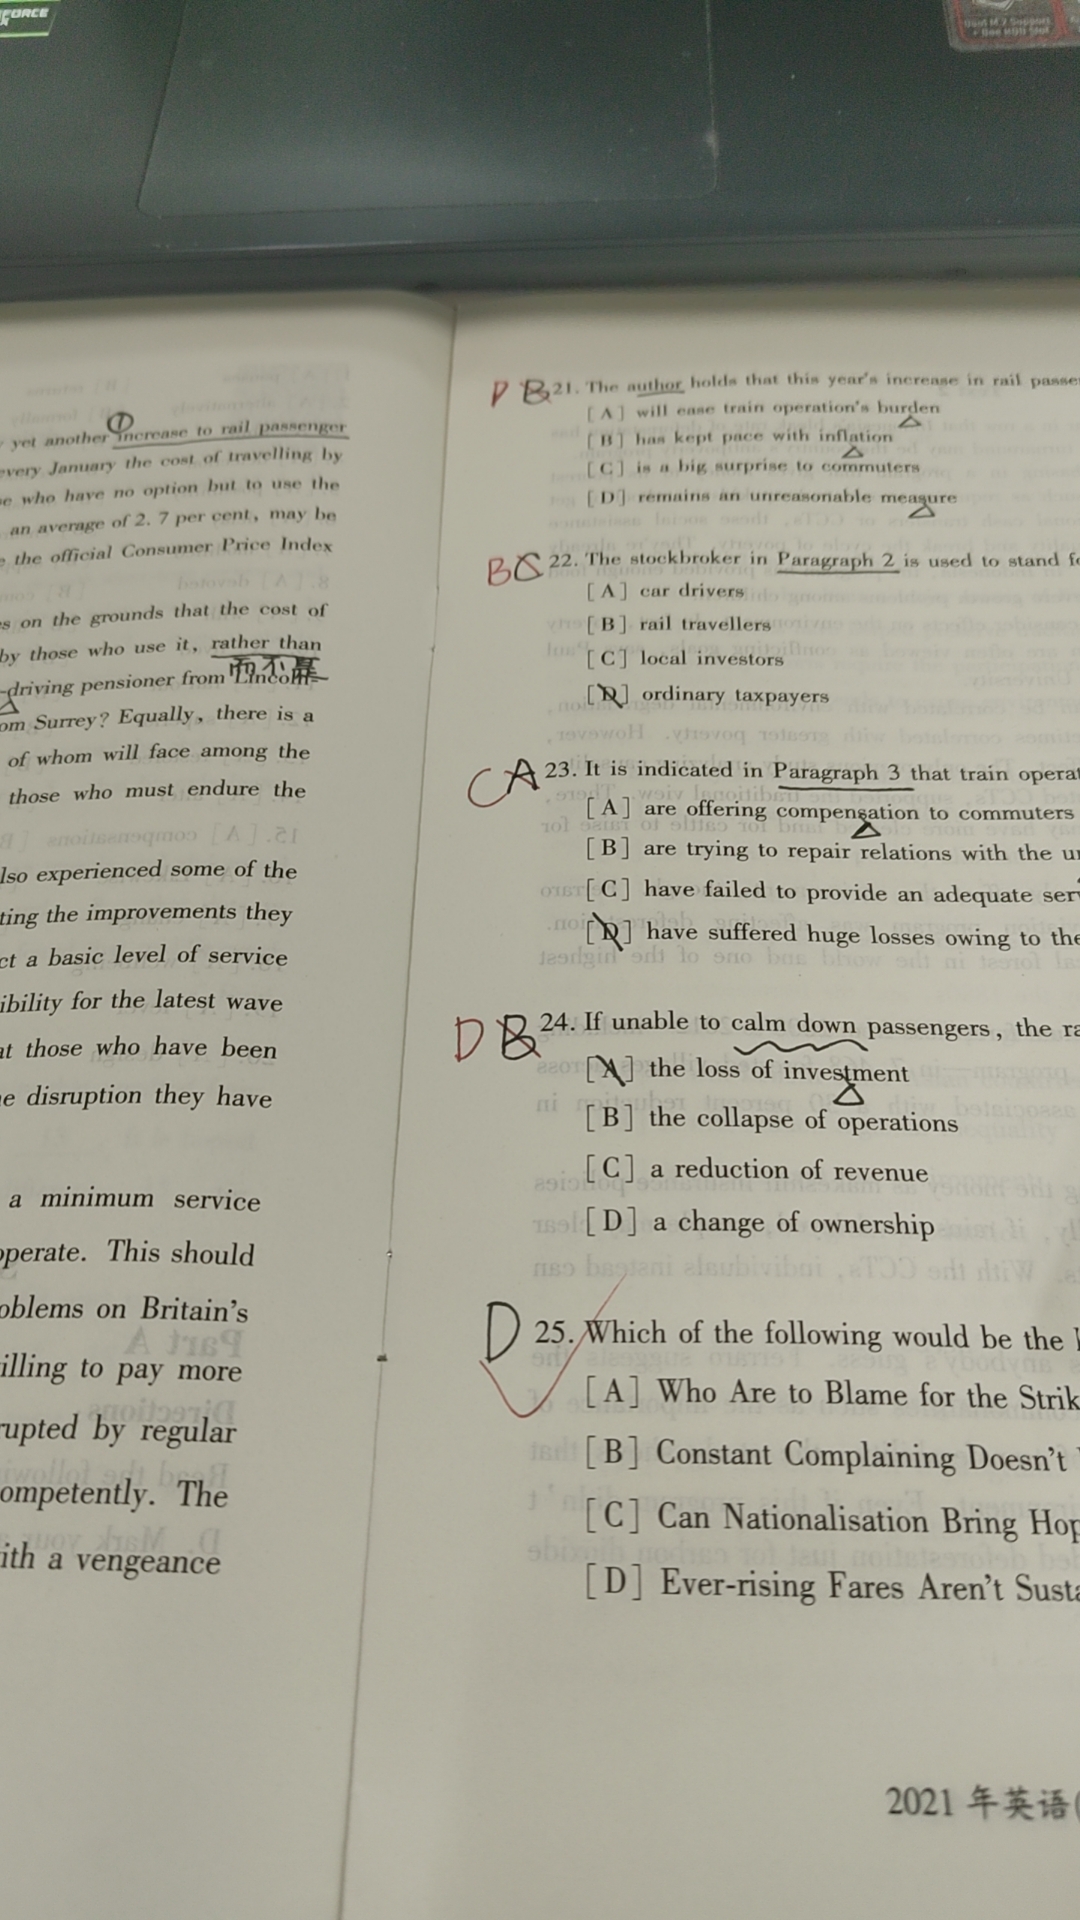 FORCE
yet another increase to rail passenger
every January the cost of travelling by
who have no option but to use the
an average of 2. 7 per cent, may be
the official Consumer Price Index
on the grounds that the cost of
by those who use it, rather than
而不是
-driving pensioner from Lincoln-
om Surrey? Equally, there is a
of whom will face among the
those who must endure the
lso experienced some of the
ting the improvements they
ct a basic level of service
ibility for the latest wave
at those who have been
e disruption they have
a minimum service
operate. This should
oblems on Britain's
illing to pay more
rupted by regular
ompetently. The
ith a vengeance
D B 21. The author holds that this year's increase in rail passe
[A] will ease train operation's burden
[B] has kept pace with inflation
[C] is a big surprise to commuters
[D] remains an unreasonable measure
B C 22. The stockbroker in Paragraph 2 is used to stand fo
[A] car drivers
[B] rail travellers
[C] local investors
[D] ordinary taxpayers
C A 23. It is indicated in Paragraph 3 that train operat
[A] are offering compensation to commuters
[B] are trying to repair relations with the u
[C] have failed to provide an adequate ser
[D] have suffered huge losses owing to the
D B 24. If unable to calm down passengers, the ra
[A] the loss of investment
[B] the collapse of operations
[C] a reduction of revenue
[D] a change of ownership
D 25. Which of the following would be the
[A] Who Are to Blame for the Strik
[B] Constant Complaining Doesn't
[C] Can Nationalisation Bring Hop
[D] Ever-rising Fares Aren't Susta
2021 年英语(